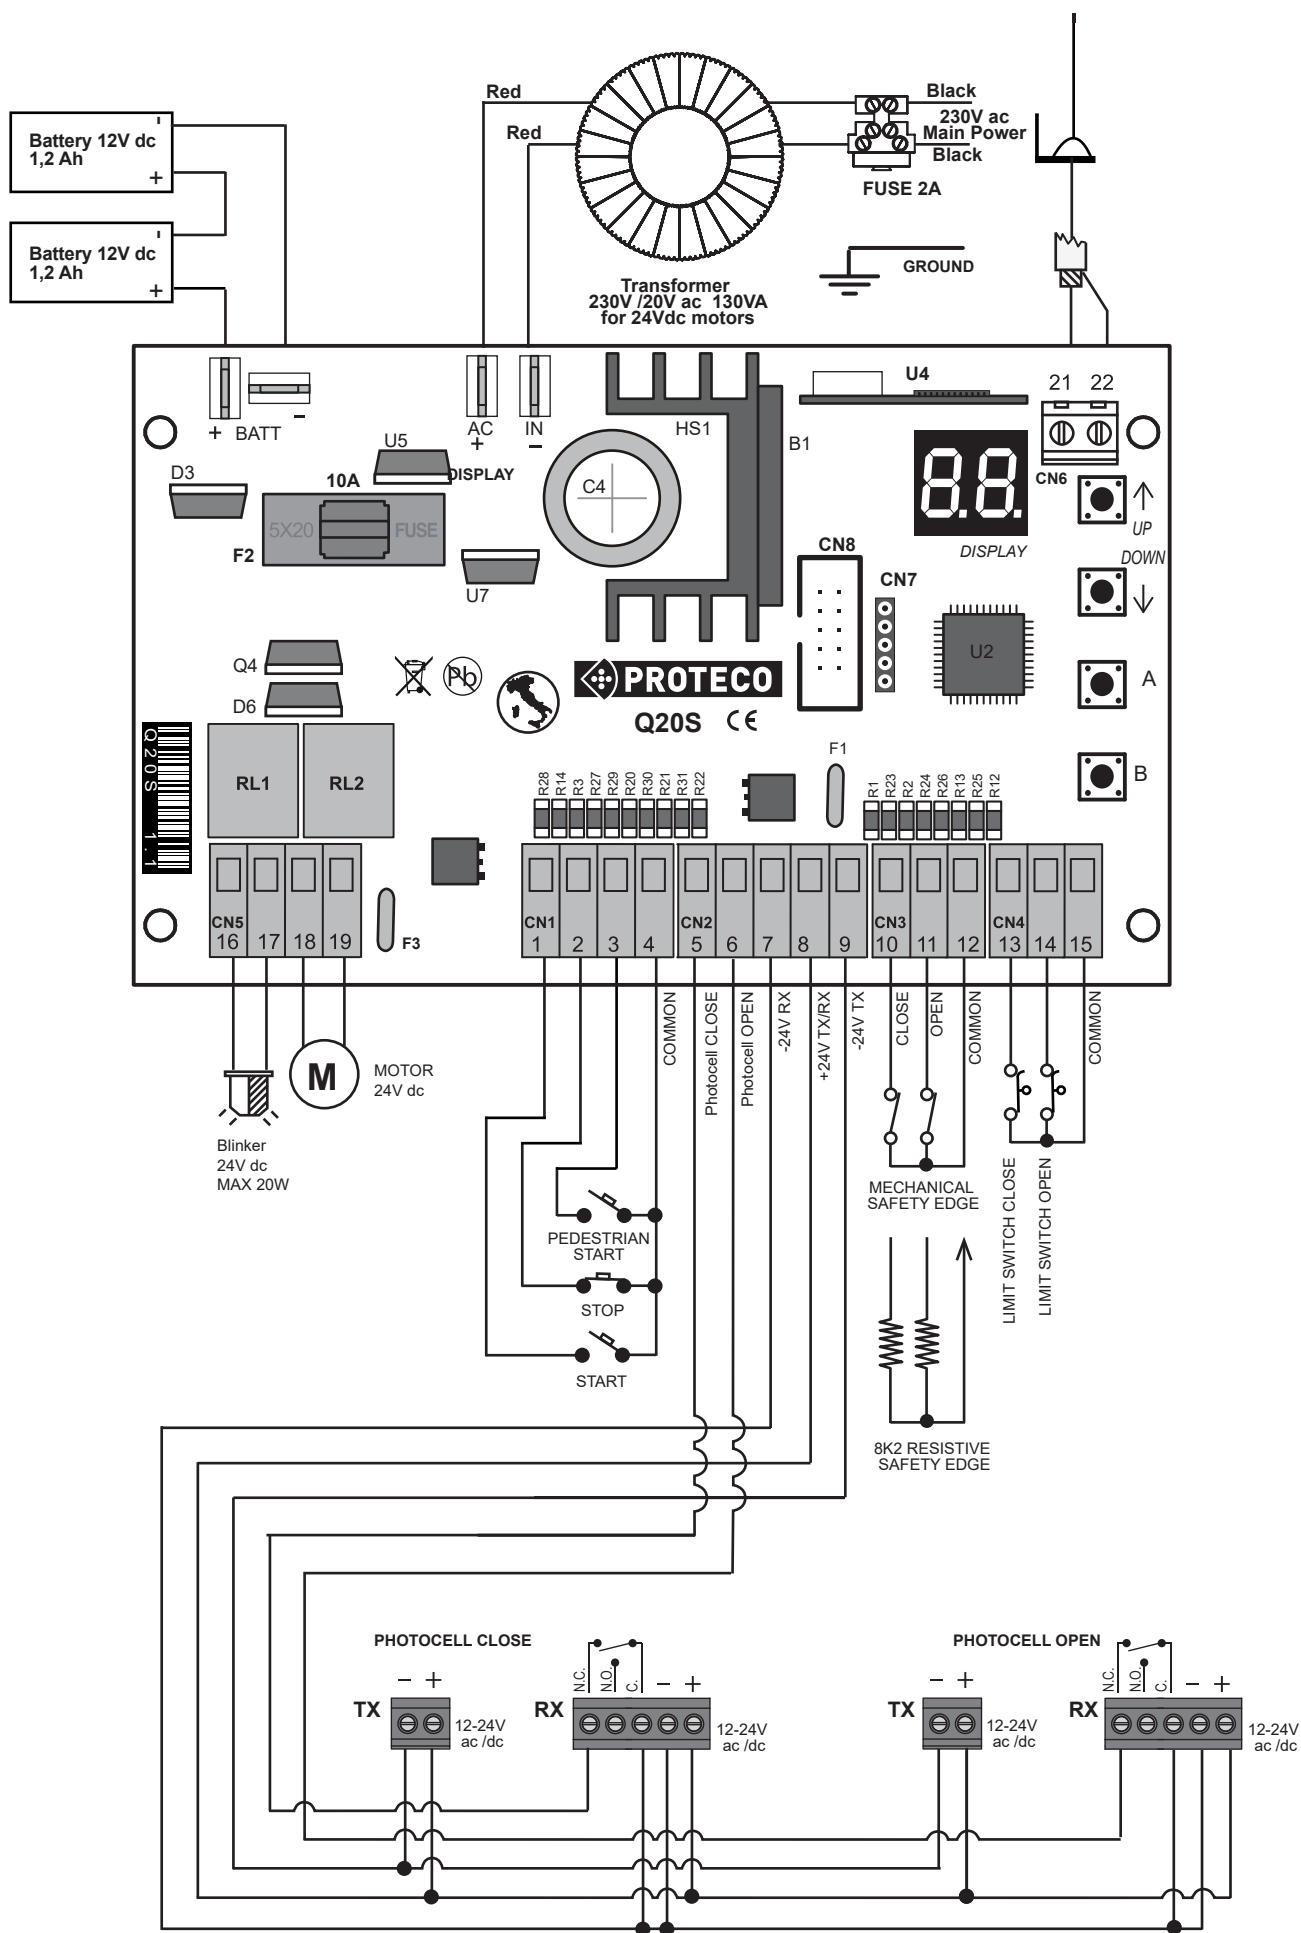 Red
Black
230V ac
Main Power
Red
Black
FUSE 2A
Battery 12V dc
1,2 Ah
-
+
Battery 12V dc
1,2 Ah
-
+
GROUND
Transformer
230V /20V ac 130VA
for 24Vdc motors
+ BATT -
AC
+
IN
-
HS1
B1
U4
21 22
CN6
D3
U5
DISPLAY
10A
5X20 FUSE
F2
C4
U7
DISPLAY
UP
DOWN
CN8
CN7
U2
A
B
Q4
D6
Pb
PROTECO
Q20S CE
Q20S 1.1
RL1
RL2
F1
R28
R14
R3
R27
R29
R20
R30
R21
R31
R22
R1
R23
R2
R24
R26
R13
R25
R12
CN5
16 17 18 19
F3
CN1
1 2 3 4
CN2
5 6 7 8 9
CN3
10 11 12
CN4
13 14 15
COMMON
Photocell CLOSE
Photocell OPEN
-24V RX
+24V TX/RX
-24V TX
CLOSE
OPEN
COMMON
COMMON
M
MOTOR
24V dc
Blinker
24V dc
MAX 20W
PEDESTRIAN
START
STOP
START
MECHANICAL
SAFETY EDGE
LIMIT SWITCH CLOSE
LIMIT SWITCH OPEN
8K2 RESISTIVE
SAFETY EDGE
PHOTOCELL CLOSE
- +
TX
12-24V
ac /dc
N.C.
N.O.
C.
- +
RX
12-24V
ac /dc
PHOTOCELL OPEN
- +
TX
12-24V
ac /dc
N.C.
N.O.
C.
- +
RX
12-24V
ac /dc